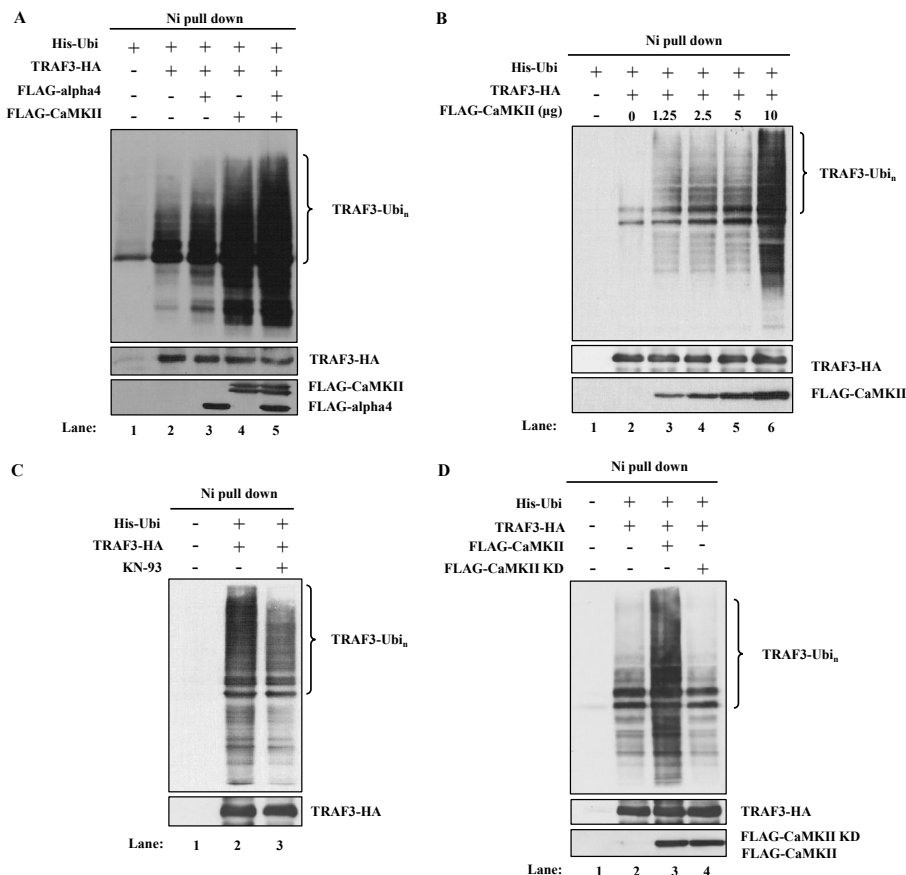 A
Ni pull down
His-Ubi + + + + +
TRAF3-HA - + + + +
FLAG-alpha4 - - + - +
FLAG-CaMKII - - - + +
TRAF3-Ubin
TRAF3-HA
FLAG-CaMKII
FLAG-alpha4
Lane: 1 2 3 4 5
B
Ni pull down
His-Ubi + + + + + +
TRAF3-HA - + + + + +
FLAG-CaMKII (µg) - 0 1.25 2.5 5 10
TRAF3-Ubin
TRAF3-HA
FLAG-CaMKII
Lane: 1 2 3 4 5 6
C
Ni pull down
His-Ubi - + +
TRAF3-HA - + +
KN-93 - - +
TRAF3-Ubin
TRAF3-HA
Lane: 1 2 3
D
Ni pull down
His-Ubi - + + +
TRAF3-HA - + + +
FLAG-CaMKII - - + -
FLAG-CaMKII KD - - - +
TRAF3-Ubin
TRAF3-HA
FLAG-CaMKII KD
FLAG-CaMKII
Lane: 1 2 3 4